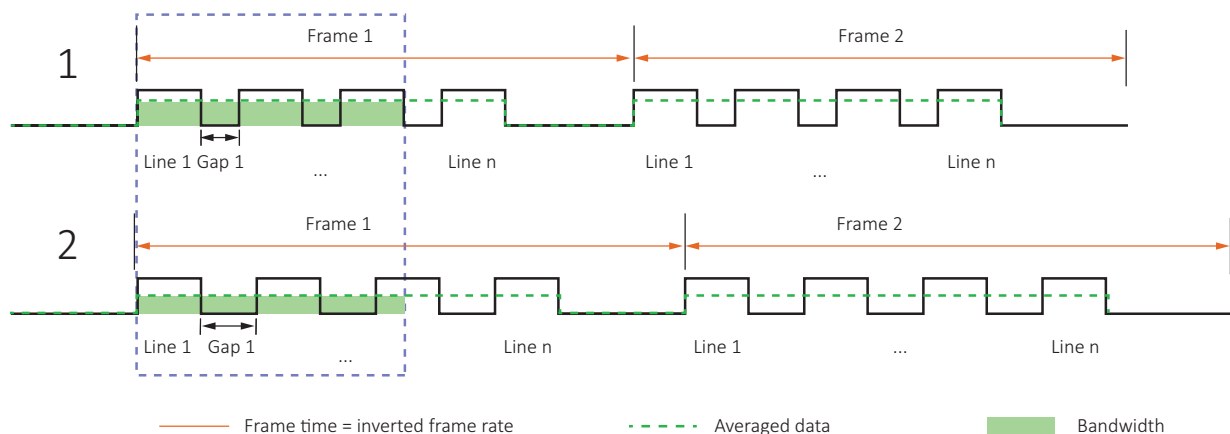 1
Frame 1
Frame 2
Line 1 Gap 1
...
Line n
Line 1
...
Line n
2
Frame 1
Frame 2
Line 1
Gap 1
...
Line n
Line 1
...
Line n
Frame time = inverted frame rate
Averaged data
Bandwidth